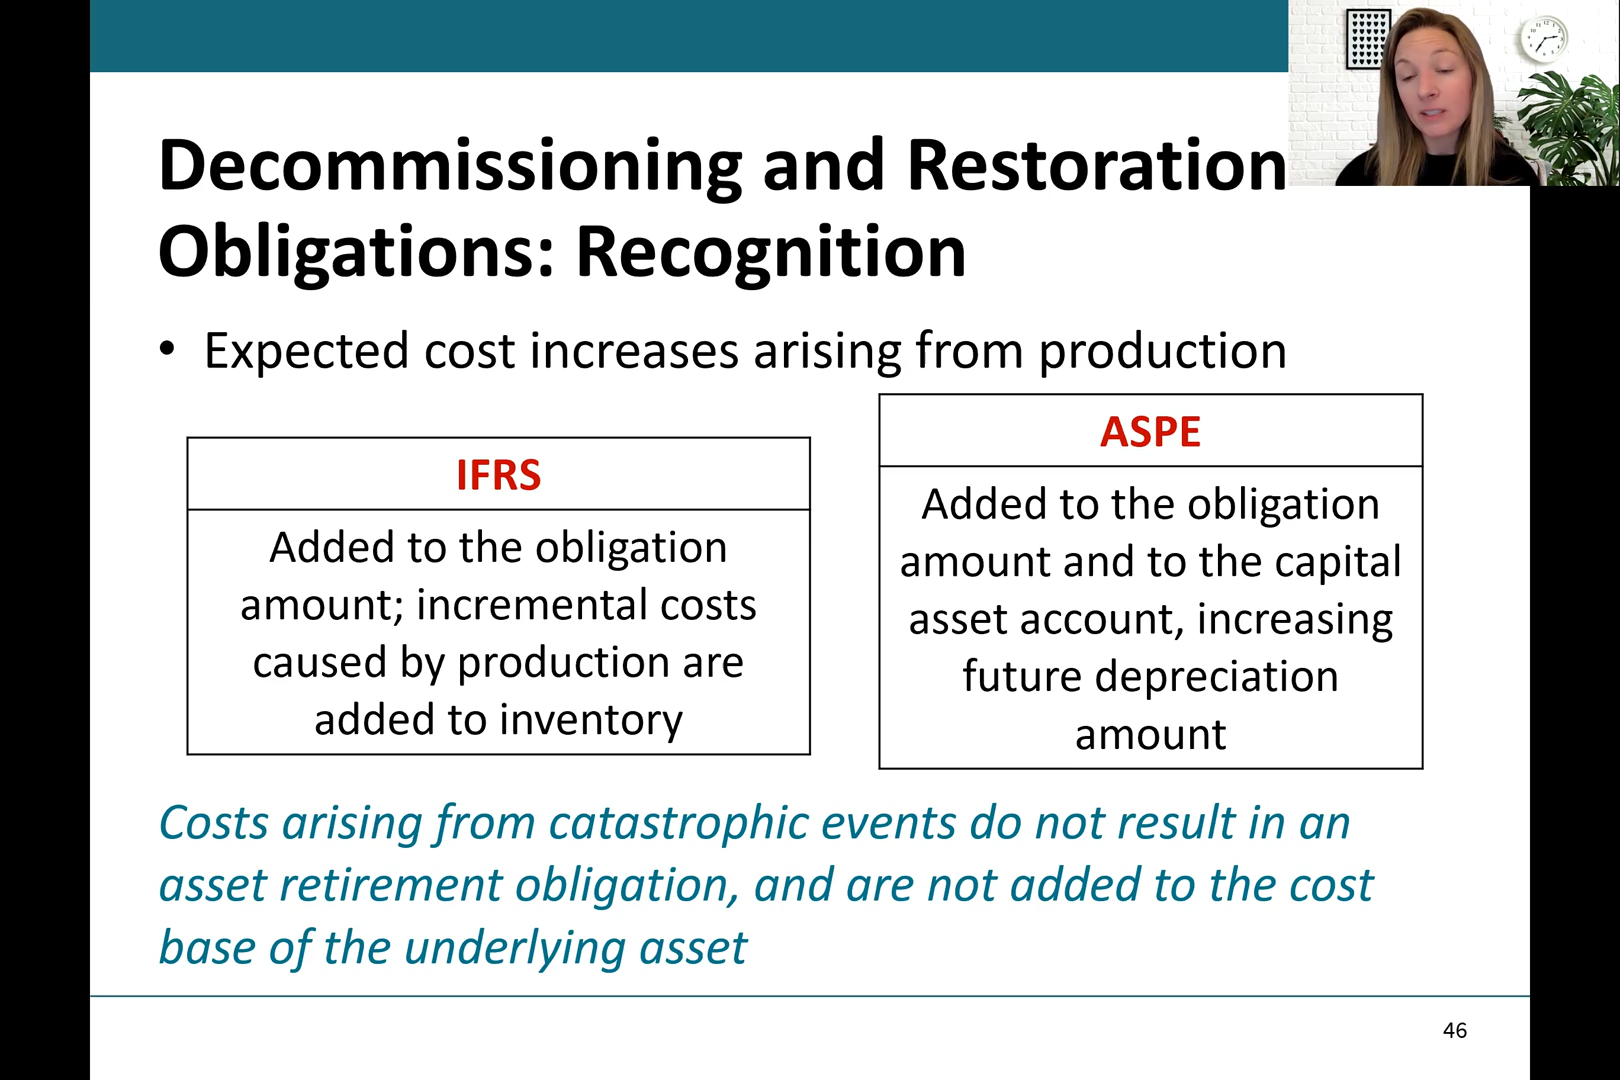 Decommissioning and Restoration
Obligations: Recognition
• Expected cost increases arising from production
IFRS
Added to the obligation
amount; incremental costs
caused by production are
added to inventory
ASPE
Added to the obligation
amount and to the capital
asset account, increasing
future depreciation
amount
Costs arising from catastrophic events do not result in an
asset retirement obligation, and are not added to the cost
base of the underlying asset
46